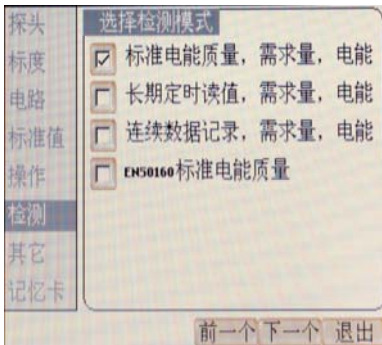 探头
标度
电路
标准值
操作
检测
其它
记忆卡
选择检测模式
标准电能质量，需求量，电能
长期定时读值，需求量，电能
连续数据记录，需求量，电能
EN50160标准电能质量
前一个 下一个 退出